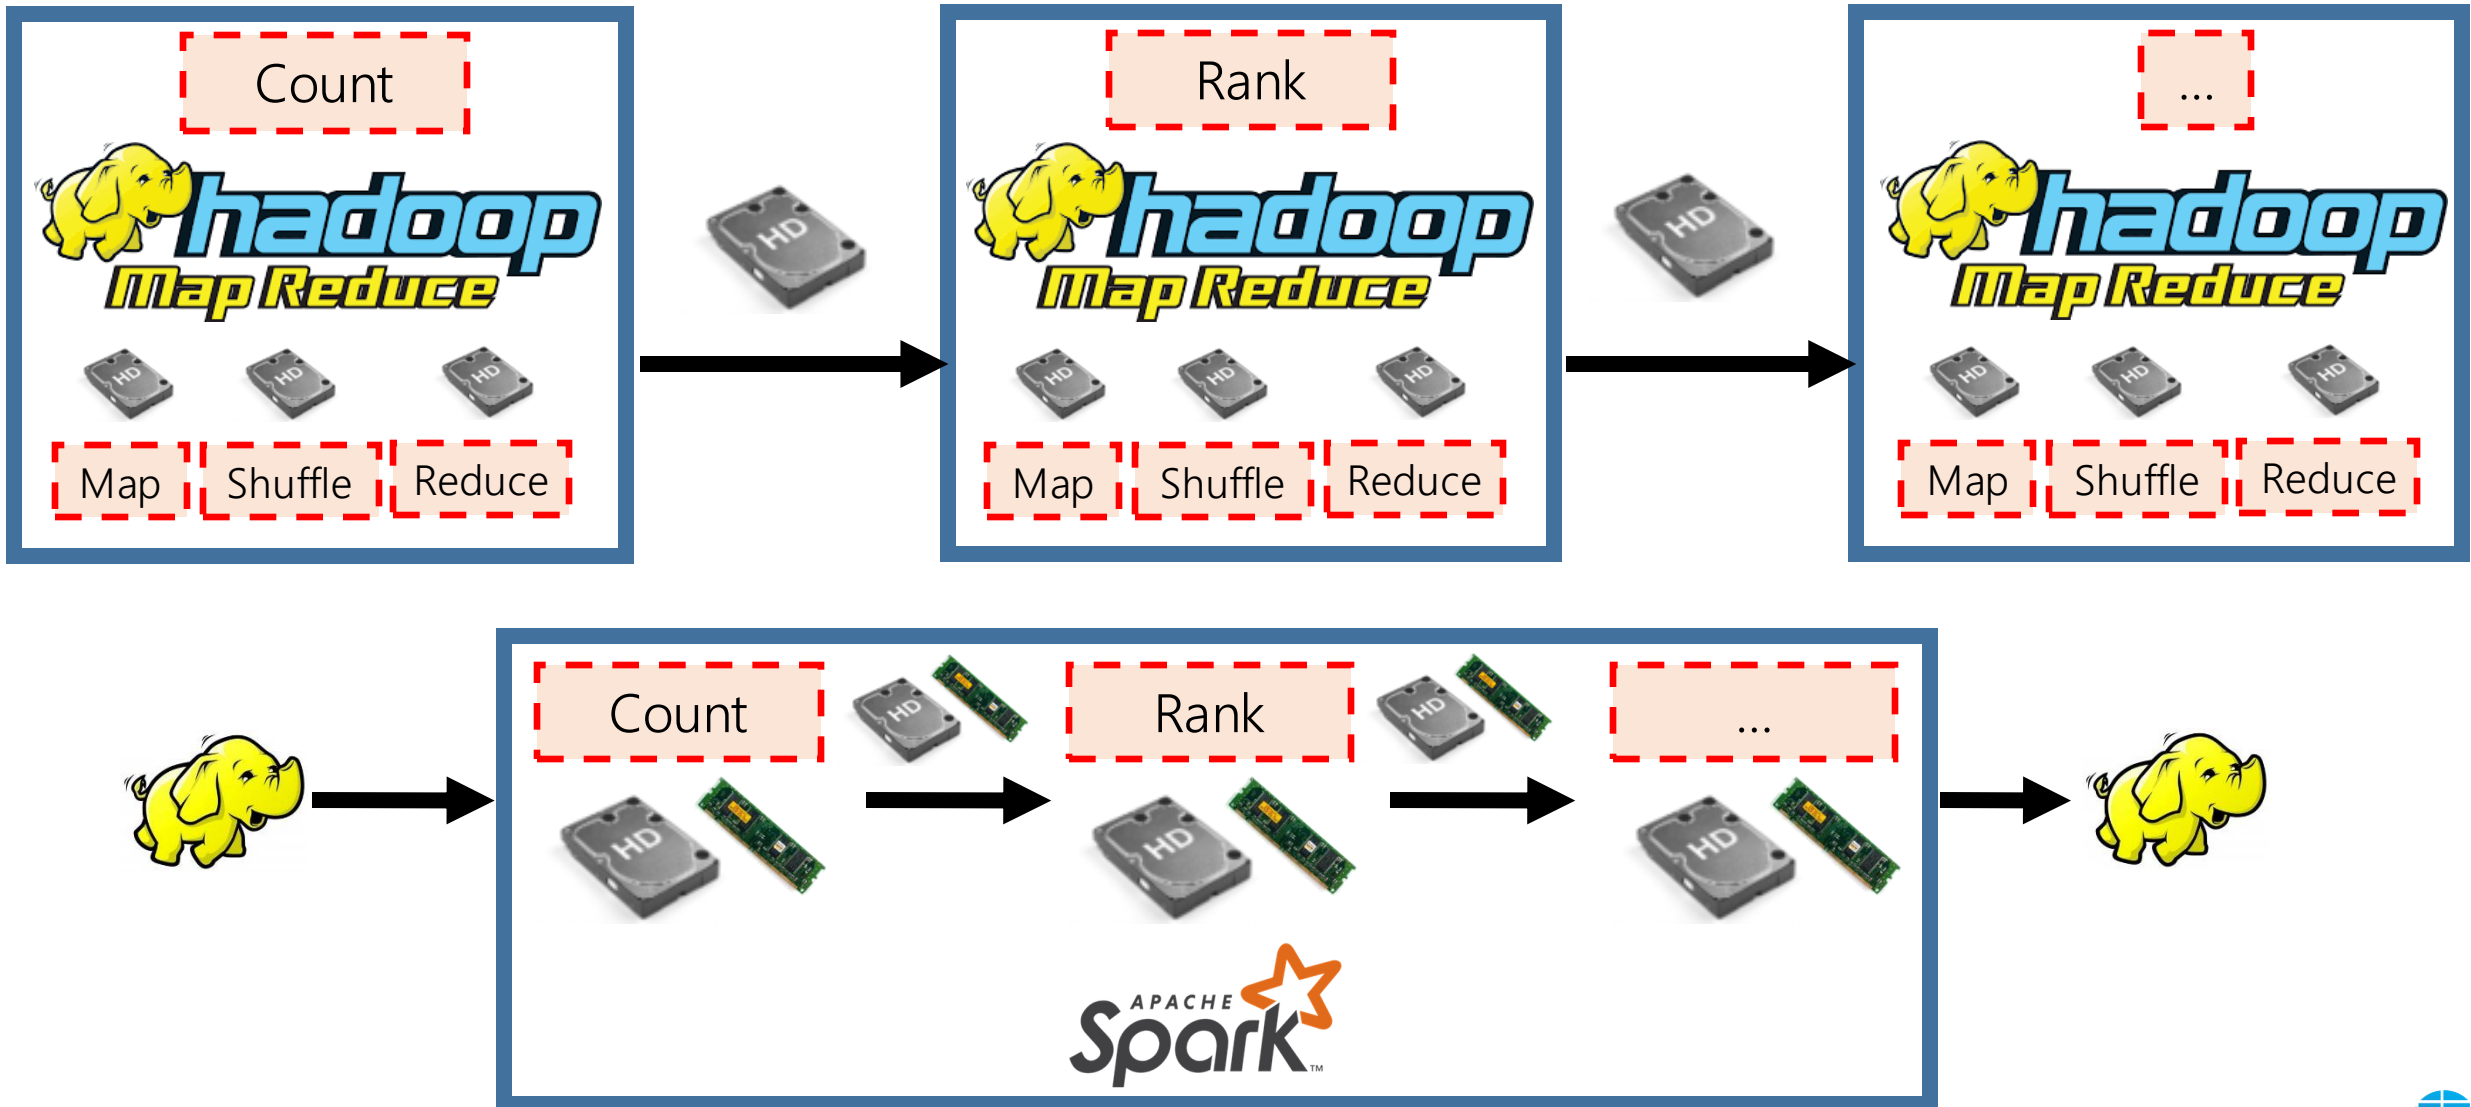 Count
hadoop
Map Reduce
HD
HD
HD
Map
Shuffle
Reduce
HD
Rank
hadoop
Map Reduce
HD
HD
HD
Map
Shuffle
Reduce
HD
...
hadoop
Map Reduce
HD
HD
HD
Map
Shuffle
Reduce
Count
HD
Rank
HD
...
HD
HD
HD
APACHE
Spark™